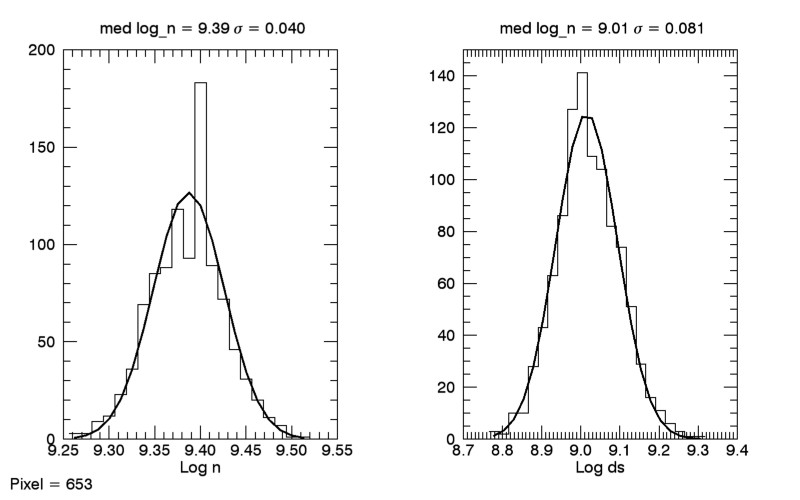 med log_n = 9.39 σ = 0.040
200
150
100
50
0
9.25 9.30 9.35 9.40 9.45 9.50 9.55
Log n
med log_n = 9.01 σ = 0.081
140
120
100
80
60
40
20
0
8.7 8.8 8.9 9.0 9.1 9.2 9.3 9.4
Log ds
Pixel = 653